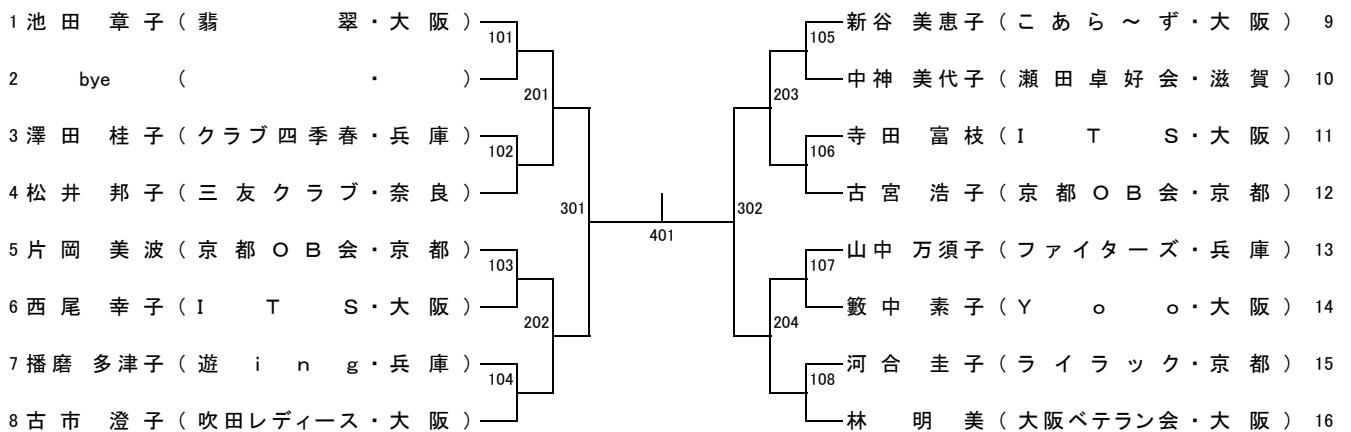 1 池田 章子 ( 翡翠・大阪 )
101
2 bye ( ・ )
201
3 澤田 桂子 ( クラブ四季春・兵庫 )
102
4 松井 邦子 ( 三友クラブ・奈良 )
301
5 片岡 美波 ( 京都OB会・京都 )
103
6 西尾 幸子 ( ITS・大阪 )
202
7 播磨 多津子 ( 遊ing・兵庫 )
104
8 古市 澄子 ( 吹田レディース・大阪 )
401
新谷 美恵子 ( こあら~ず・大阪 ) 9
105
中神 美代子 ( 瀬田卓好会・滋賀 ) 10
203
寺田 富枝 ( ITS・大阪 ) 11
106
古宮 浩子 ( 京都OB会・京都 ) 12
302
山中 万須子 ( ファイターズ・兵庫 ) 13
107
籔中 素子 ( Yoo・大阪 ) 14
204
河合 圭子 ( ライラック・京都 ) 15
108
林 明美 ( 大阪ベテラン会・大阪 ) 16